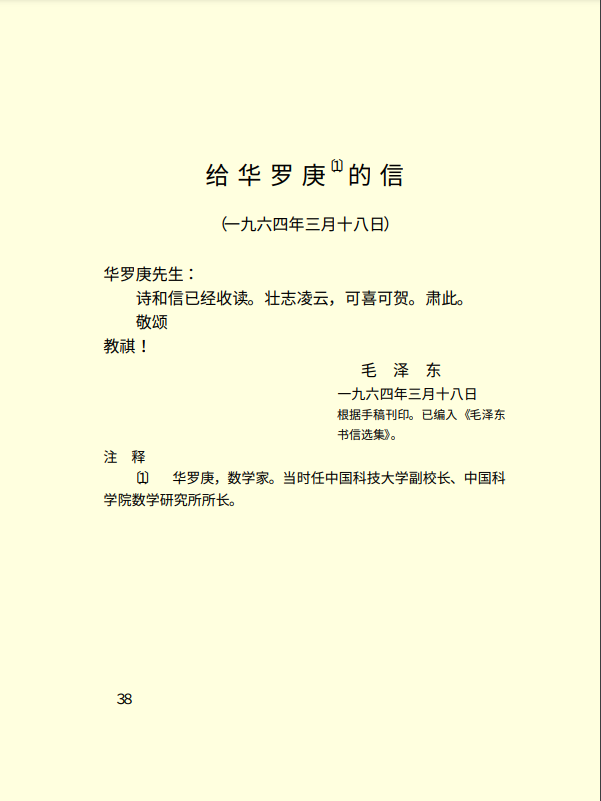 给华罗庚〔1〕的信
(一九六四年三月十八日)
华罗庚先生：
诗和信已经收读。壮志凌云，可喜可贺。肃此。
敬颂
教祺！
毛 泽 东
一九六四年三月十八日
根据手稿刊印。已编入《毛泽东
书信选集》。
注 释
〔1〕 华罗庚，数学家。当时任中国科技大学副校长、中国科
学院数学研究所所长。
38